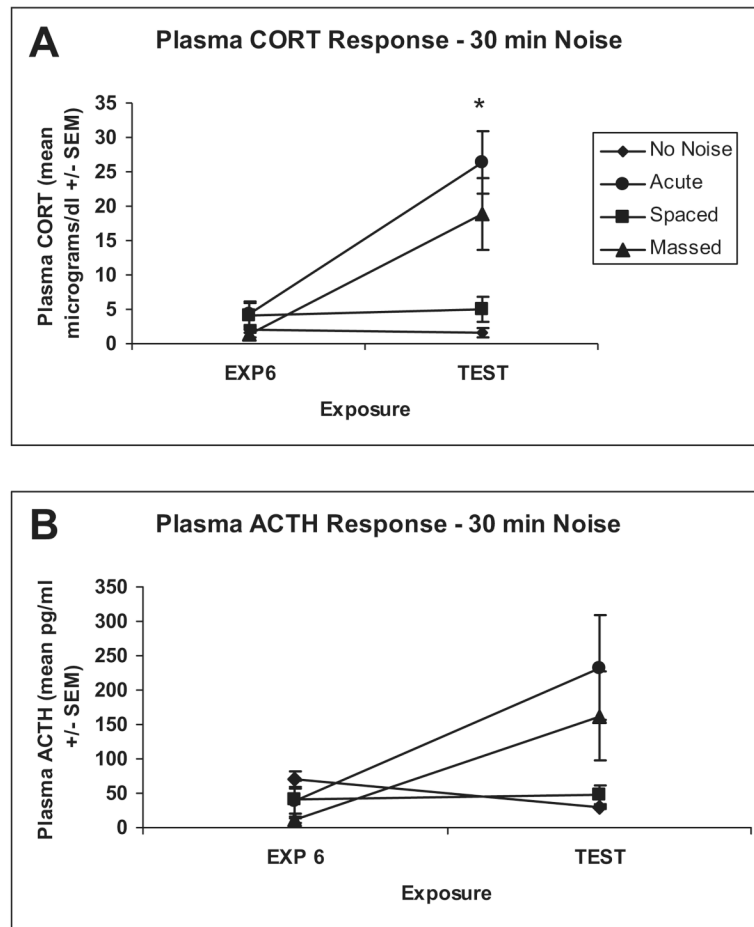 A
Plasma CORT Response - 30 min Noise
Plasma CORT (mean
micrograms/dl +/- SEM)
35
30
25
20
15
10
5
0
*
EXP6
TEST
Exposure
No Noise
Acute
Spaced
Massed
B
Plasma ACTH Response - 30 min Noise
Plasma ACTH (mean pg/ml
+/- SEM)
350
300
250
200
150
100
50
0
EXP 6
TEST
Exposure